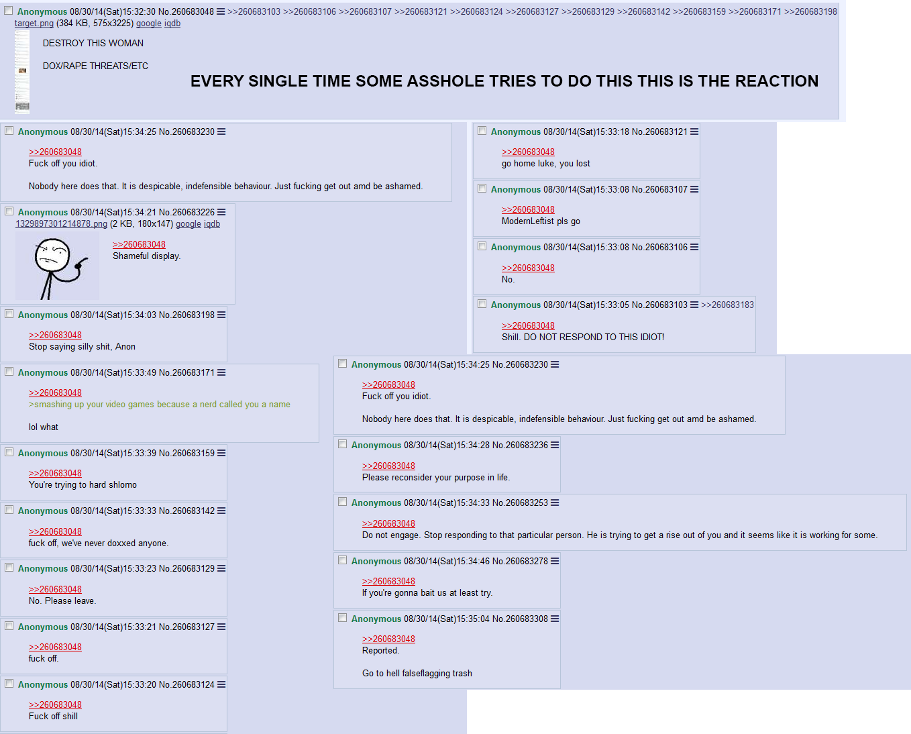 Anonymous 08/30/14(Sat)15:32:30 No.260683048 >>260683103 >>260683106 >>260683107 >>260683121 >>260683124 >>260683127 >>260683129 >>260683142 >>260683159 >>260683171 >>260683198
target.png (384 KB, 575x3225) google iqdb
DESTROY THIS WOMAN
DOX/RAPE THREATS/ETC
EVERY SINGLE TIME SOME ASSHOLE TRIES TO DO THIS THIS IS THE REACTION
Anonymous 08/30/14(Sat)15:34:25 No.260683230
>>260683048
Fuck off you idiot.
Nobody here does that. It is despicable, indefensible behaviour. Just fucking get out amd be ashamed.
Anonymous 08/30/14(Sat)15:34:21 No.260683226
1329897301214878.png (2 KB, 180x147) google iqdb
>>260683048
Shameful display.
Anonymous 08/30/14(Sat)15:34:03 No.260683198
>>260683048
Stop saying silly shit, Anon
Anonymous 08/30/14(Sat)15:33:49 No.260683171
>>260683048
>smashing up your video games because a nerd called you a name
lol what
Anonymous 08/30/14(Sat)15:33:39 No.260683159
>>260683048
You're trying to hard shlomo
Anonymous 08/30/14(Sat)15:33:33 No.260683142
>>260683048
fuck off, we've never doxxed anyone.
Anonymous 08/30/14(Sat)15:33:23 No.260683129
>>260683048
No. Please leave.
Anonymous 08/30/14(Sat)15:33:21 No.260683127
>>260683048
fuck off.
Anonymous 08/30/14(Sat)15:33:20 No.260683124
>>260683048
Fuck off shill
Anonymous 08/30/14(Sat)15:33:18 No.260683121
>>260683048
go home luke, you lost
Anonymous 08/30/14(Sat)15:33:08 No.260683107
>>260683048
ModernLeftist pls go
Anonymous 08/30/14(Sat)15:33:08 No.260683106
>>260683048
No.
Anonymous 08/30/14(Sat)15:33:05 No.260683103 >>260683183
>>260683048
Shill. DO NOT RESPOND TO THIS IDIOT!
Anonymous 08/30/14(Sat)15:34:25 No.260683230
>>260683048
Fuck off you idiot.
Nobody here does that. It is despicable, indefensible behaviour. Just fucking get out amd be ashamed.
Anonymous 08/30/14(Sat)15:34:28 No.260683236
>>260683048
Please reconsider your purpose in life.
Anonymous 08/30/14(Sat)15:34:33 No.260683253
>>260683048
Do not engage. Stop responding to that particular person. He is trying to get a rise out of you and it seems like it is working for some.
Anonymous 08/30/14(Sat)15:34:46 No.260683278
>>260683048
If you're gonna bait us at least try.
Anonymous 08/30/14(Sat)15:35:04 No.260683308
>>260683048
Reported.
Go to hell falseflagging trash